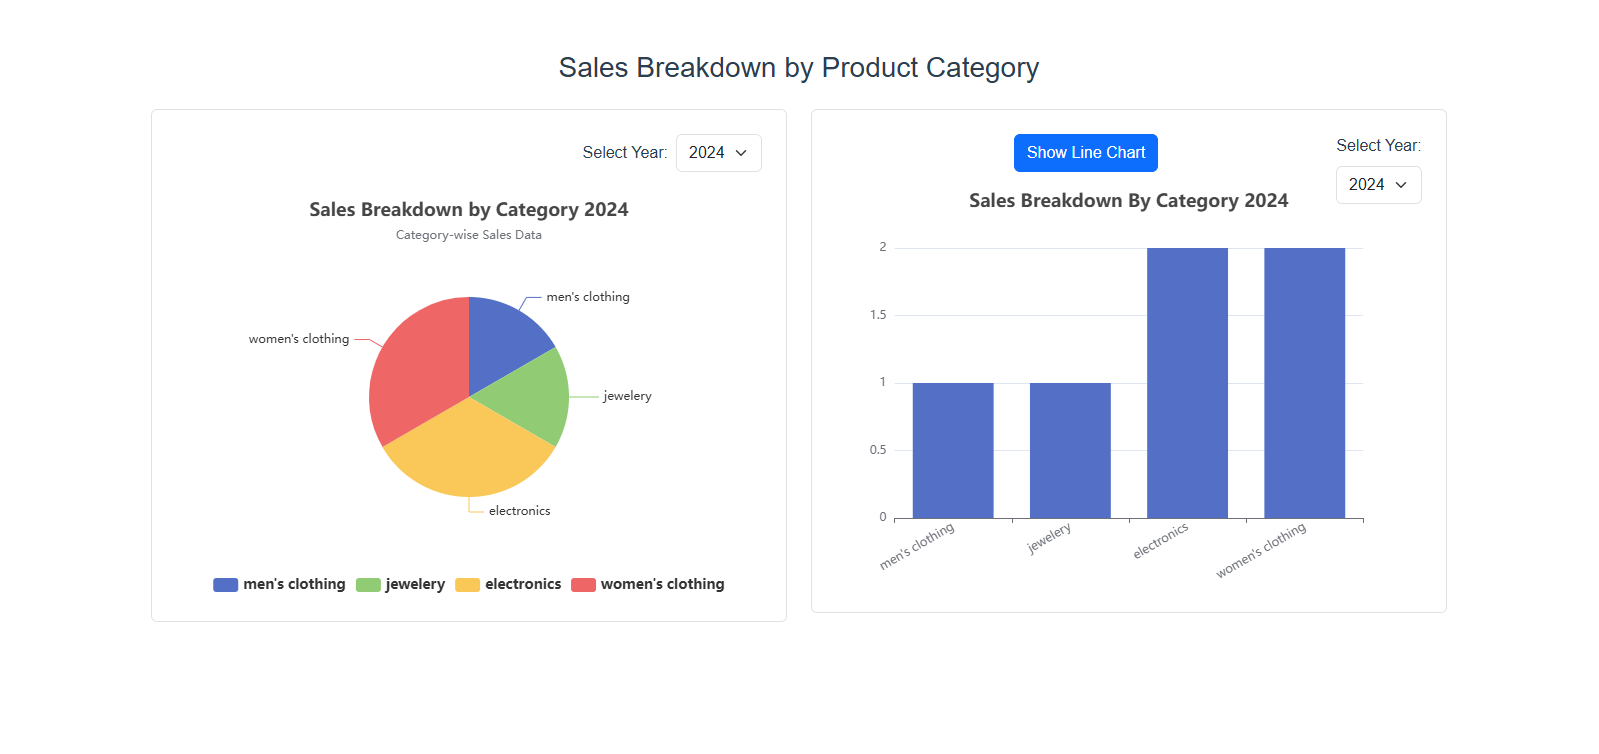 Sales Breakdown by Product Category
Select Year: 2024
Sales Breakdown by Category 2024
Category-wise Sales Data
men's clothing
women's clothing
jewelery
electronics
men's clothing jewelery electronics women's clothing
Show Line Chart
Select Year:
2024
Sales Breakdown By Category 2024
2
1.5
1
0.5
0
men's clothing jewelery electronics women's clothing